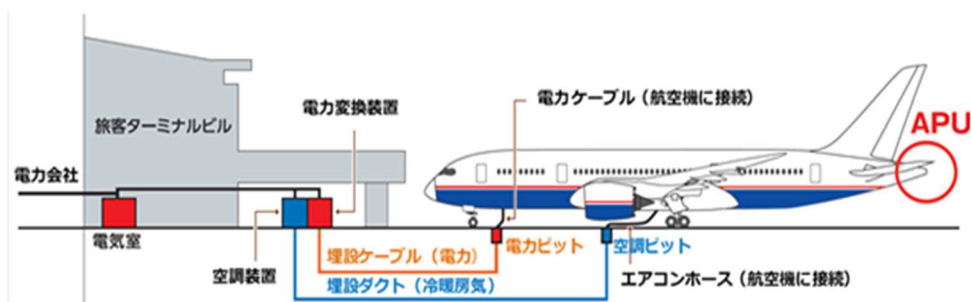 電力ケーブル（航空機に接続）
電力変換装置
APU
旅客ターミナルビル
電力会社
電気室
空調装置
埋設ケーブル（電力）
埋設ダクト（冷暖房気）
電力ピット
空調ピット
エアコンホース（航空機に接続）